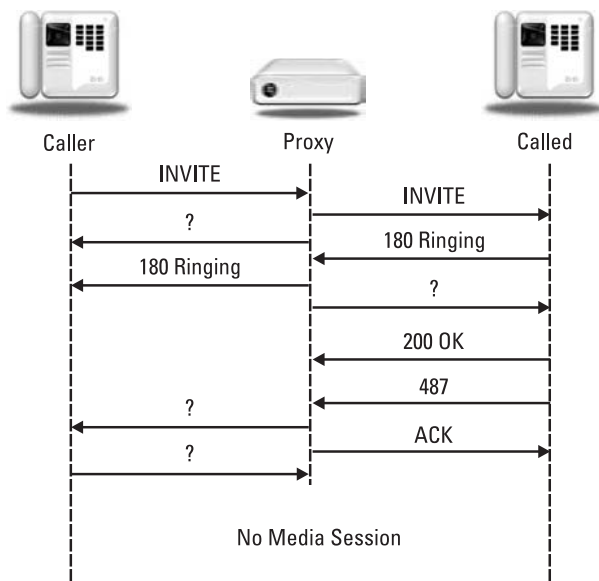 Caller
Proxy
Called
INVITE
INVITE
?
180 Ringing
180 Ringing
?
200 OK
487
?
ACK
?
No Media Session